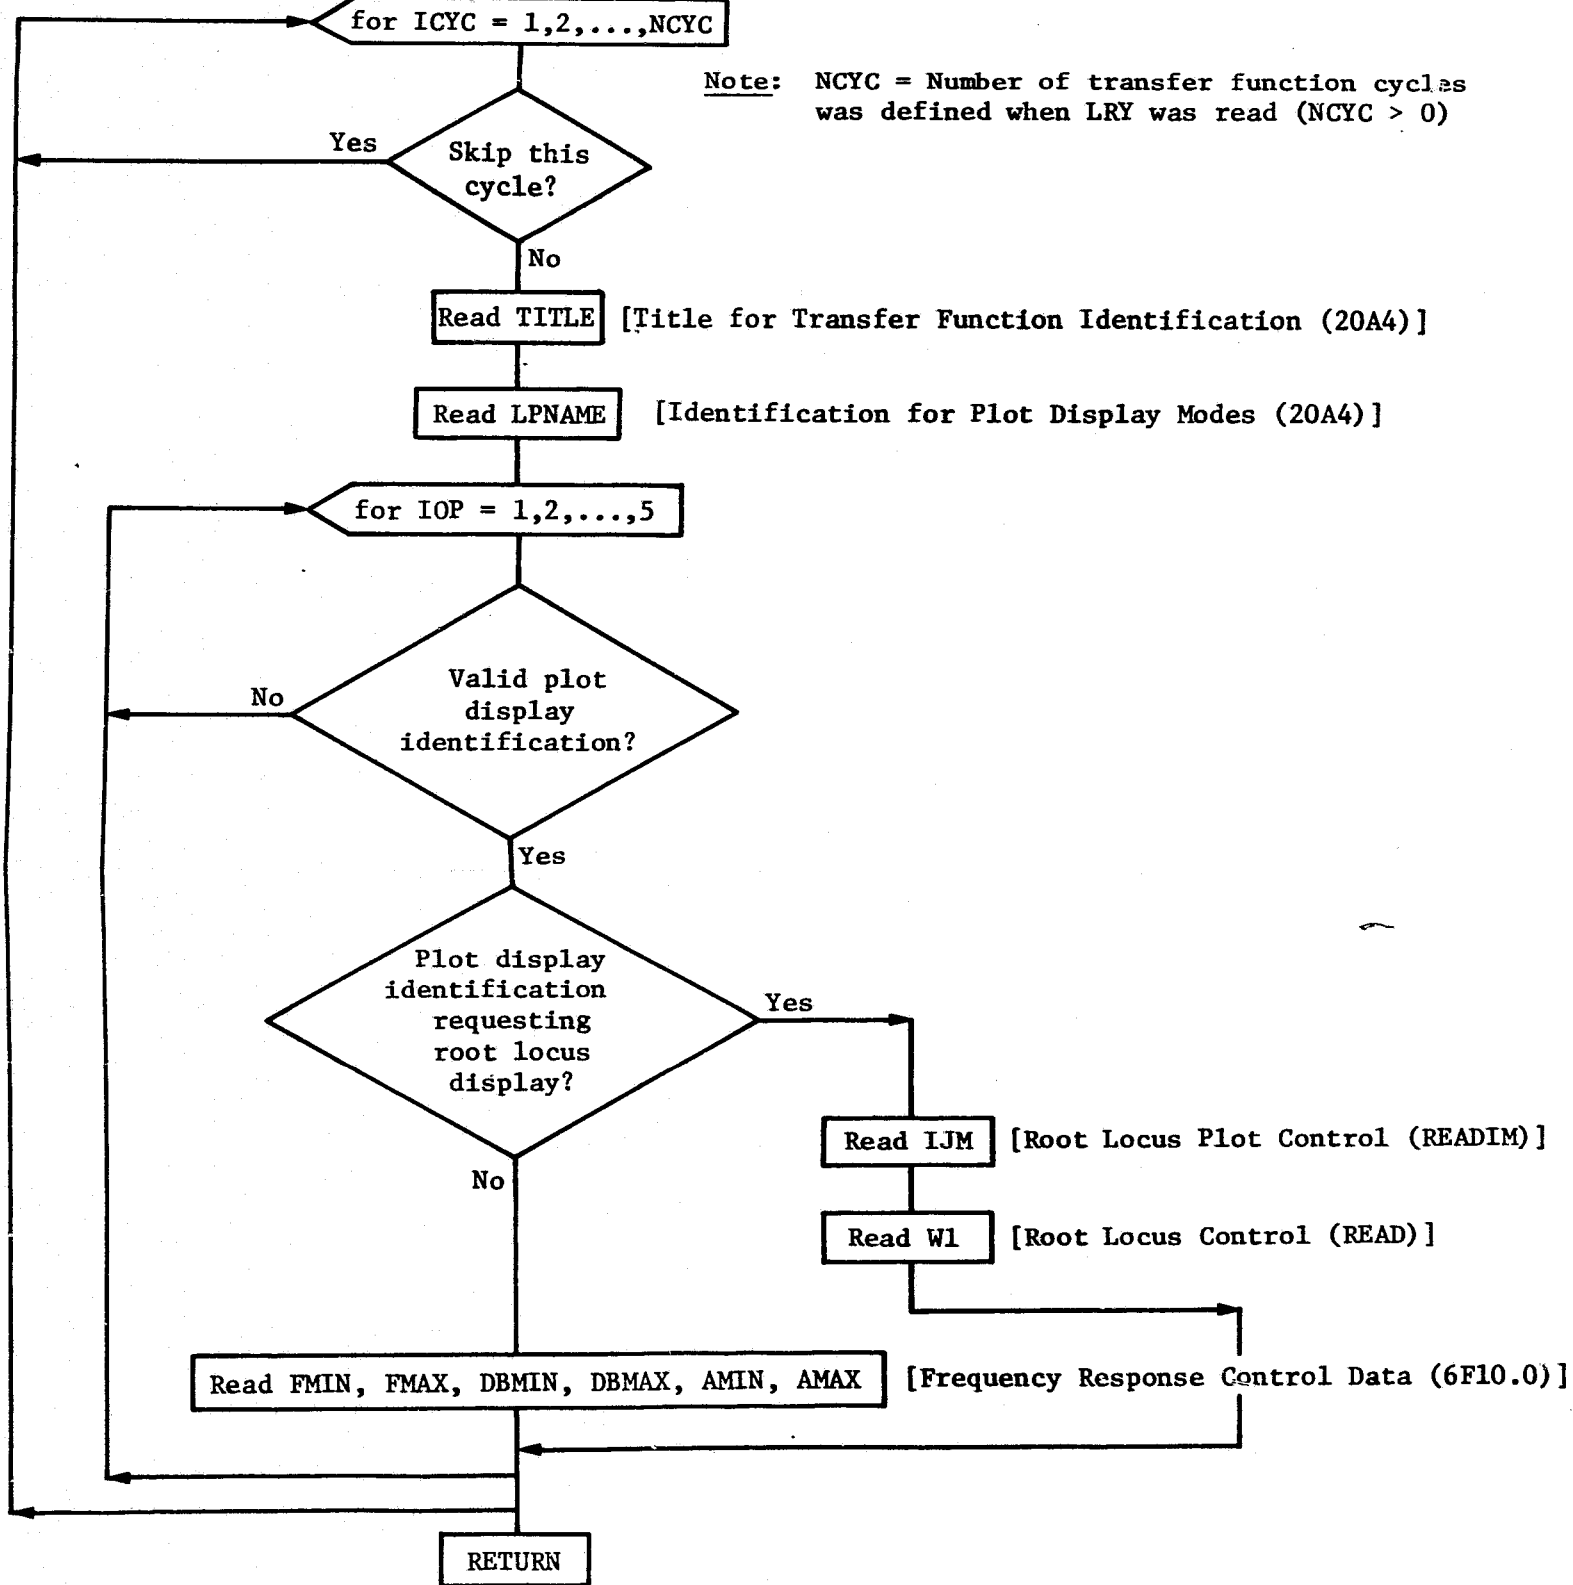 for ICYC = 1,2,...,NCYC
Note: NCYC = Number of transfer function cycles
was defined when LRY was read (NCYC > 0)
Yes
Skip this
cycle?
No
Read TITLE [Title for Transfer Function Identification (20A4)]
Read LPNAME [Identification for Plot Display Modes (20A4)]
for IOP = 1,2,...,5
Valid plot
display
identification?
No
Yes
Plot display
identification
requesting
root locus
display?
Yes
No
Read IJM [Root Locus Plot Control (READIM)]
Read W1 [Root Locus Control (READ)]
Read FMIN, FMAX, DBMIN, DBMAX, AMIN, AMAX [Frequency Response Control Data (6F10.0)]
RETURN